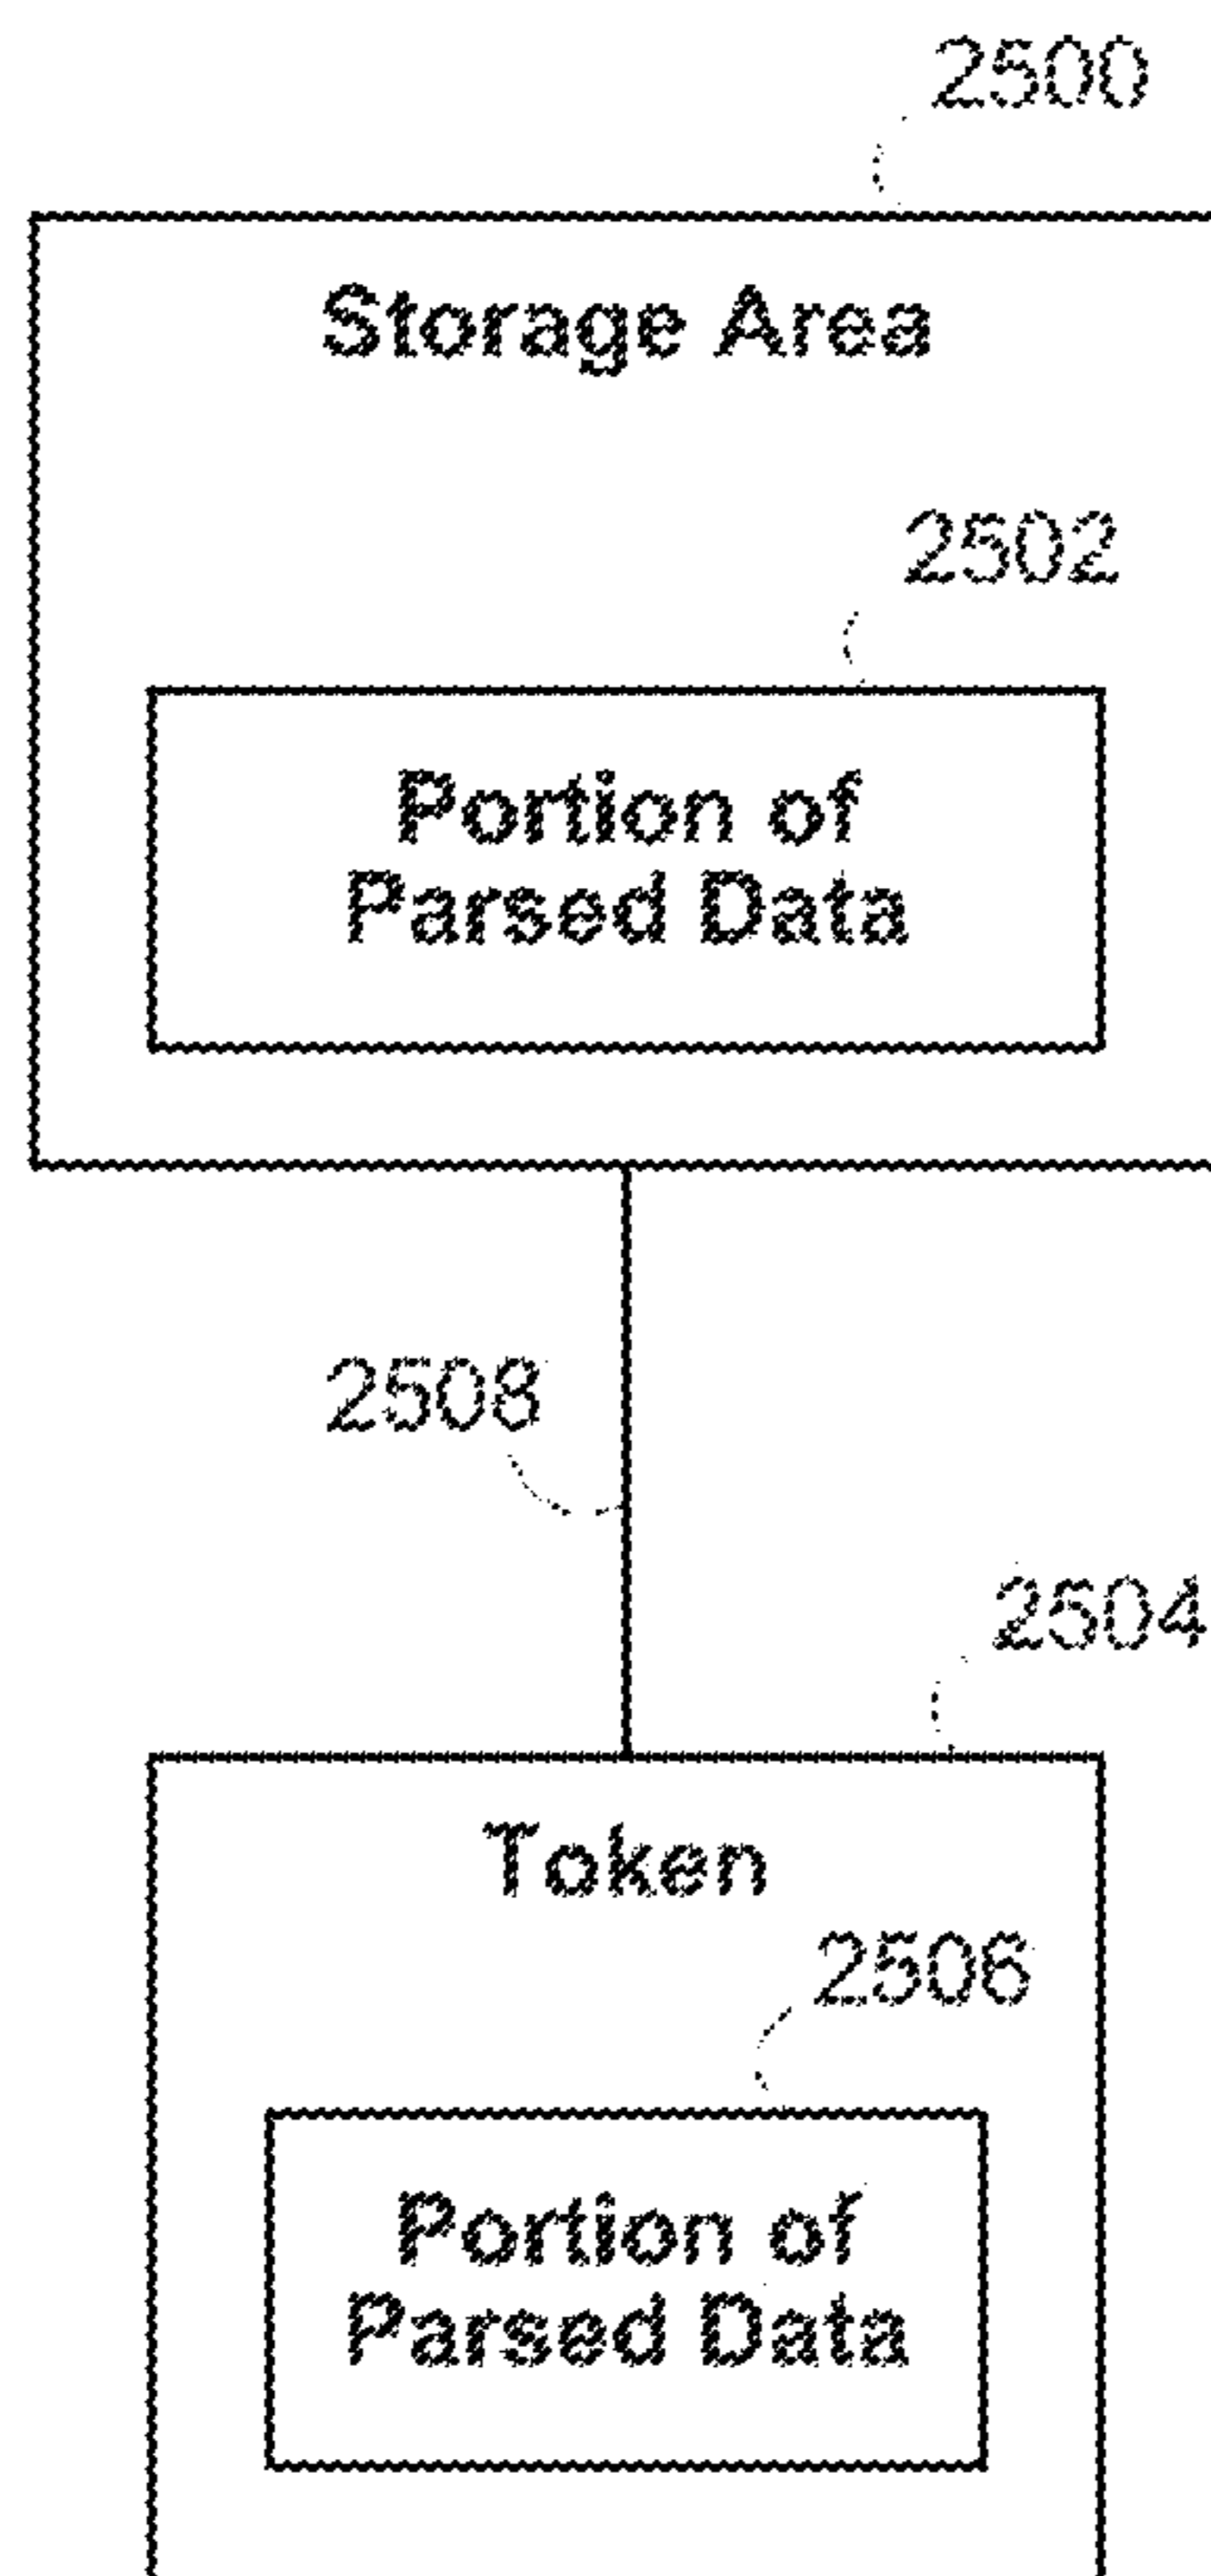 2500
Storage Area
2502
Portion of
Parsed Data
2508
2504
Token
2506
Portion of
Parsed Data